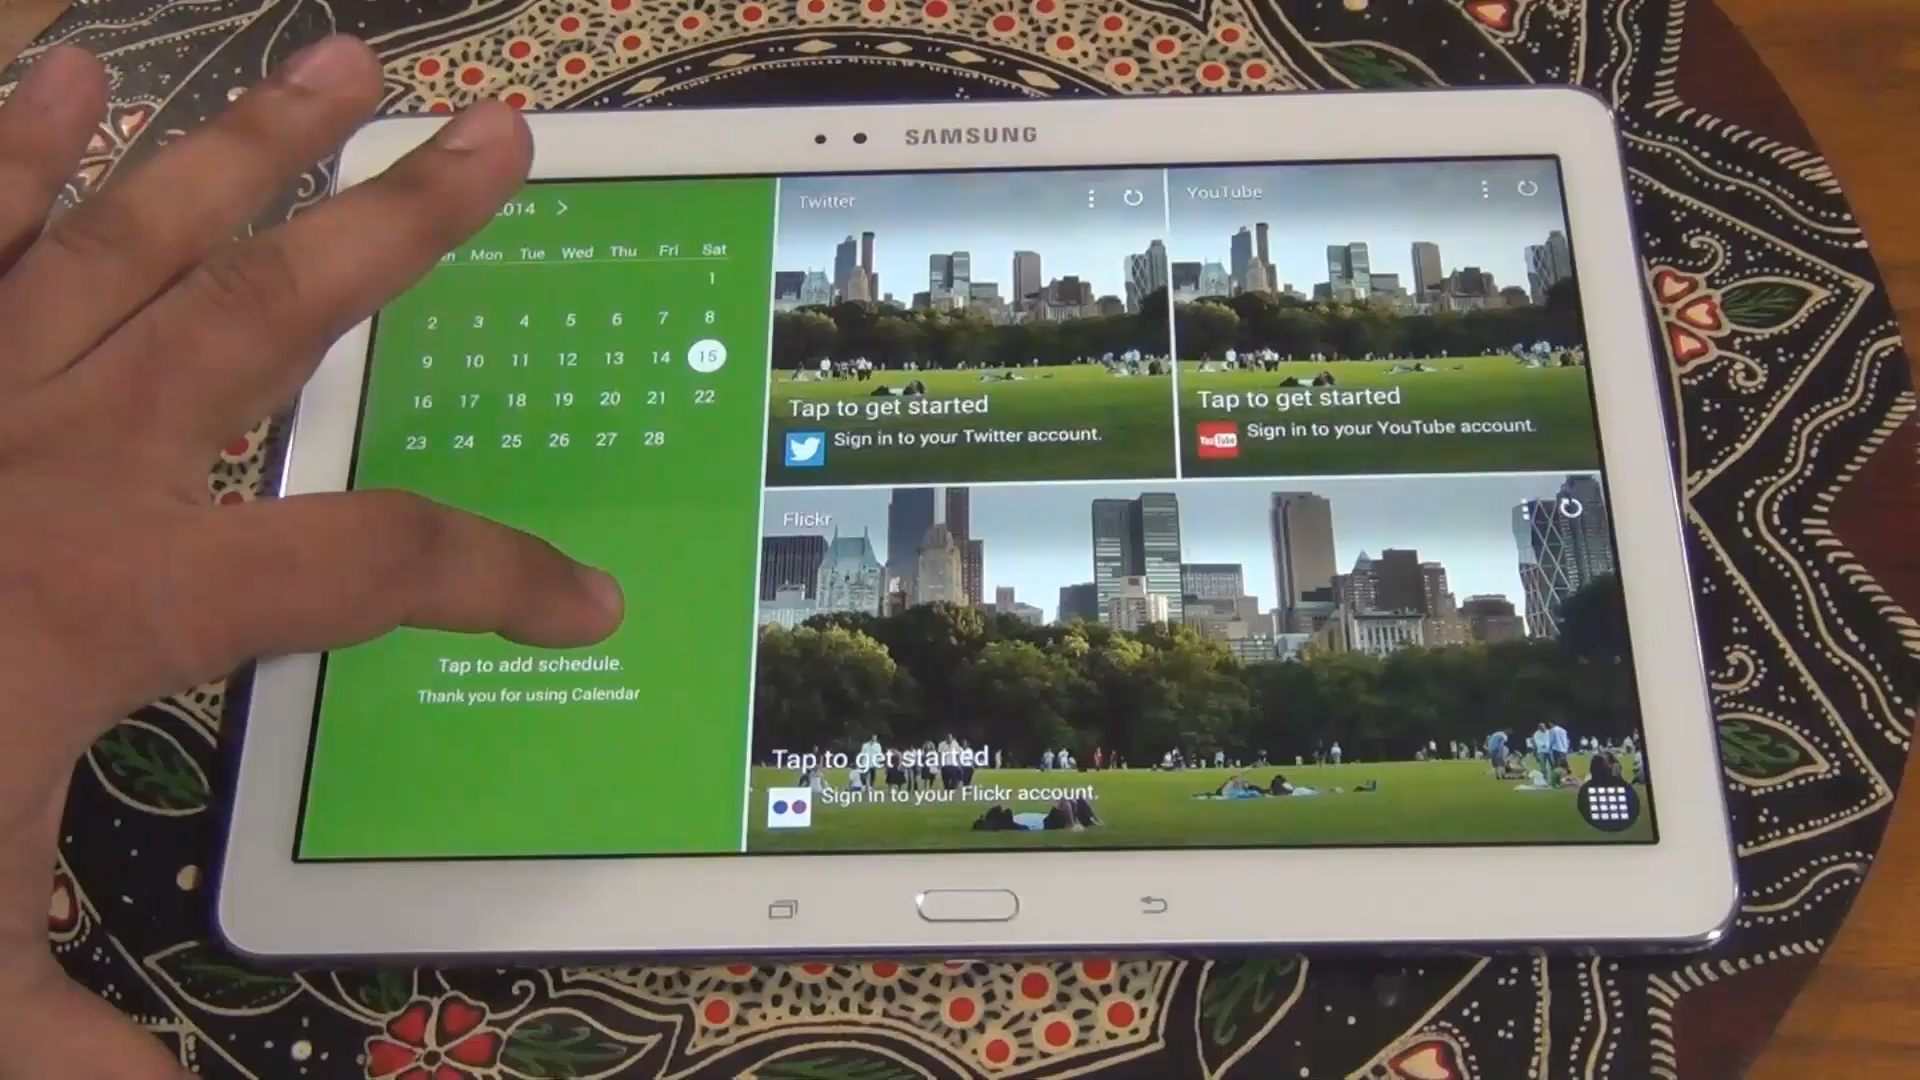 SAMSUNG
2014 >
Mon Tue Wed Thu Fri Sat
1
2 3 4 5 6 7 8
9 10 11 12 13 14 15
16 17 18 19 20 21 22
23 24 25 26 27 28
Tap to add schedule.
Thank you for using Calendar
Twitter
Tap to get started
Sign in to your Twitter account.
YouTube
Tap to get started
YouTube
Sign in to your YouTube account.
Flickr
Tap to get started
Sign in to your Flickr account.